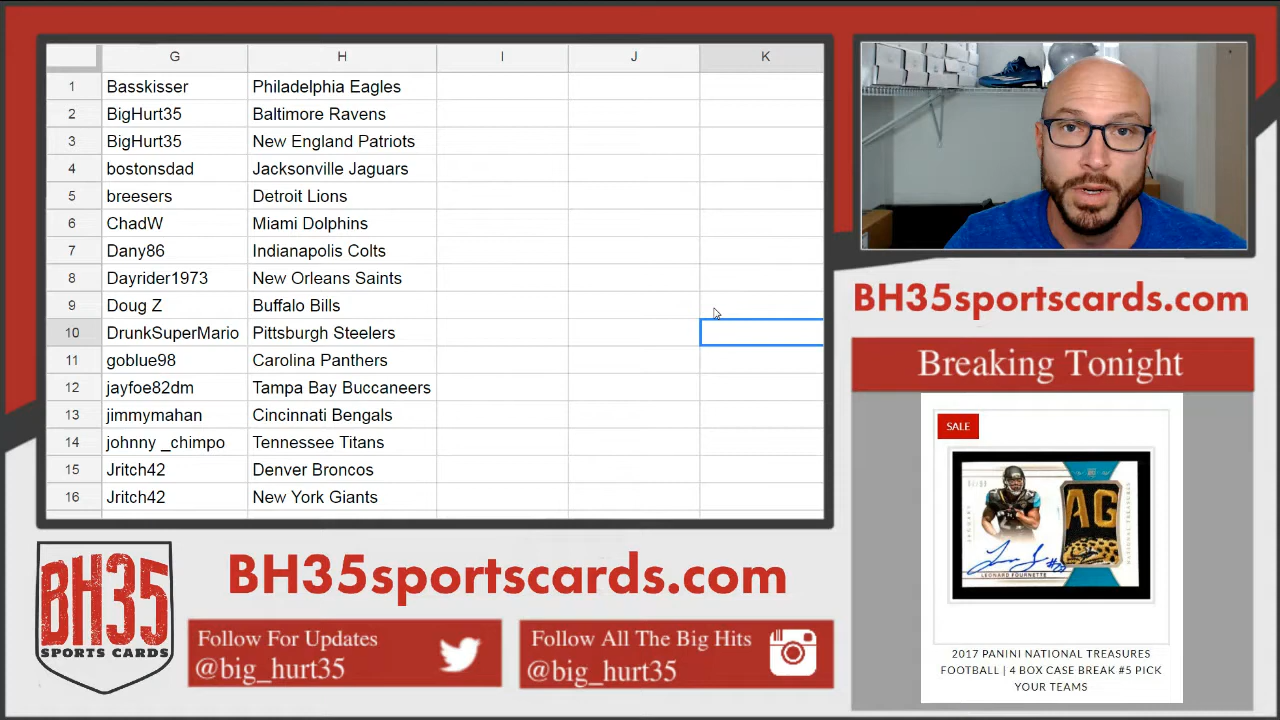 G H I J K
1 Basskisser Philadelphia Eagles
2 BigHurt35 Baltimore Ravens
3 BigHurt35 New England Patriots
4 bostonsdad Jacksonville Jaguars
5 breesers Detroit Lions
6 ChadW Miami Dolphins
7 Dany86 Indianapolis Colts
8 Dayrider1973 New Orleans Saints
9 Doug Z Buffalo Bills
10 DrunkSuperMario Pittsburgh Steelers
11 goblue98 Carolina Panthers
12 jayfoe82dm Tampa Bay Buccaneers
13 jimmymahan Cincinnati Bengals
14 johnny _chimpo Tennessee Titans
15 Jritch42 Denver Broncos
16 Jritch42 New York Giants
BH35sportscards.com
Breaking Tonight
SALE
AG
LEONARD FOURNETTE
2017 PANINI NATIONAL TREASURES
FOOTBALL | 4 BOX CASE BREAK #5 PICK
YOUR TEAMS
BH35
SPORTS CARDS
BH35sportscards.com
Follow For Updates
@big_hurt35
Follow All The Big Hits
@big_hurt35